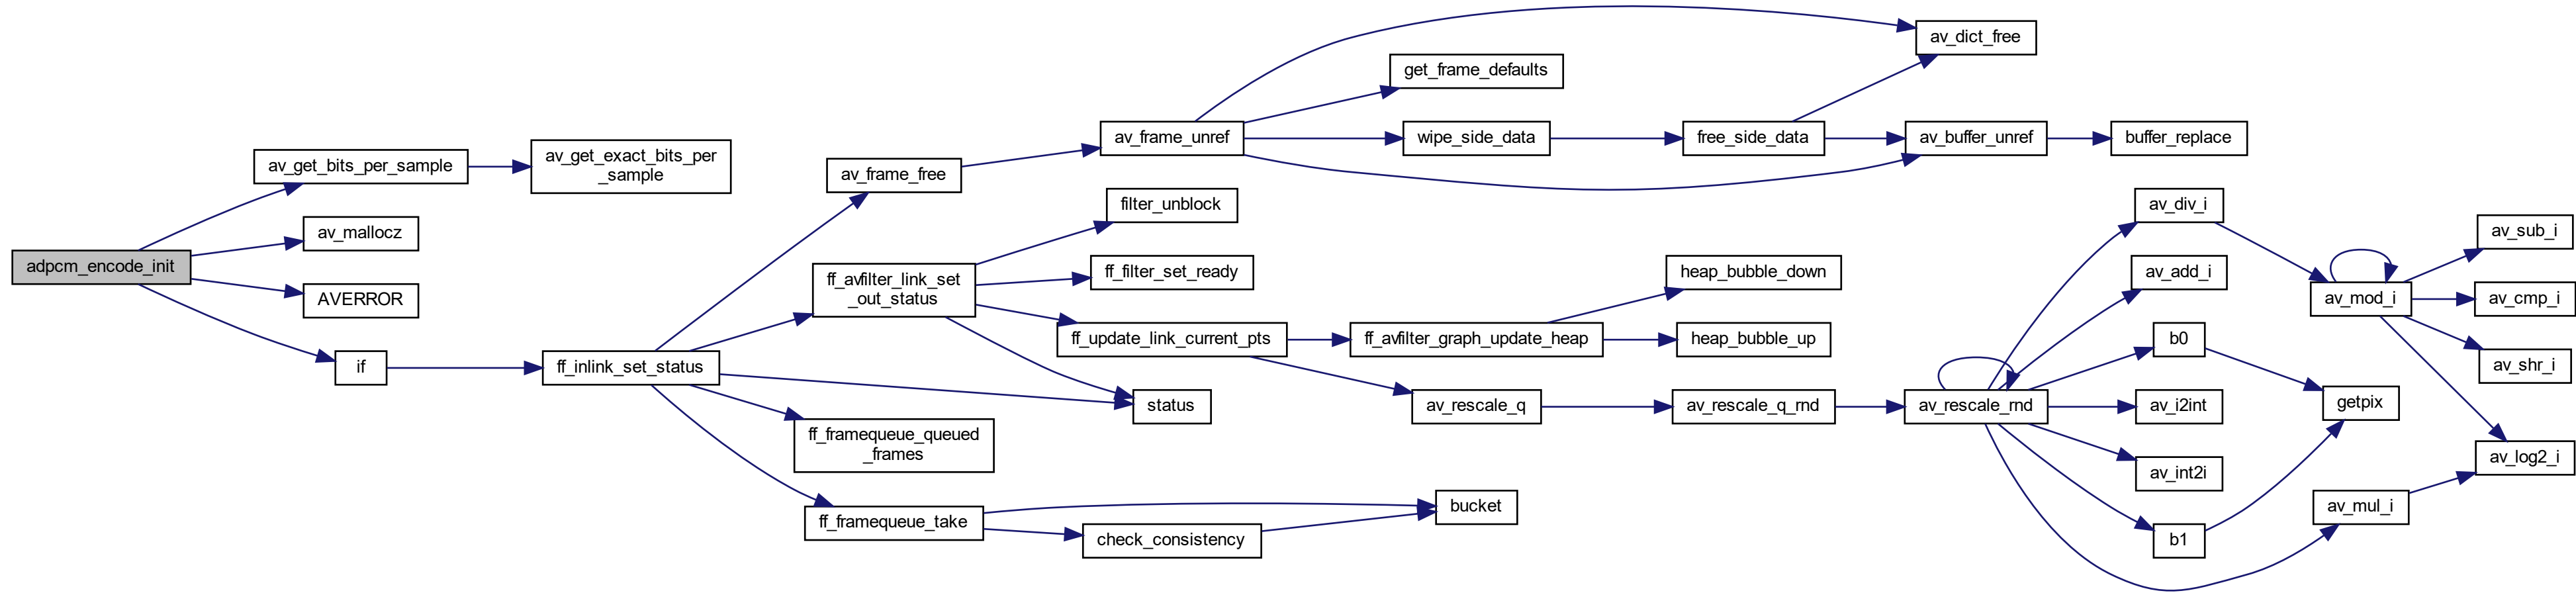 adpcm_encode_init
av_get_bits_per_sample
av_mallocz
AVERROR
if
av_get_exact_bits_per
_sample
ff_inlink_set_status
av_frame_free
ff_avfilter_link_set
_out_status
ff_framequeue_queued
_frames
ff_framequeue_take
av_frame_unref
filter_unblock
ff_filter_set_ready
ff_update_link_current_pts
status
check_consistency
get_frame_defaults
wipe_side_data
ff_avfilter_graph_update_heap
av_rescale_q
bucket
free_side_data
heap_bubble_down
heap_bubble_up
av_rescale_q_rnd
av_dict_free
av_buffer_unref
av_rescale_rnd
buffer_replace
av_div_i
av_add_i
b0
av_i2int
av_int2i
b1
av_mod_i
getpix
av_mul_i
av_sub_i
av_cmp_i
av_shr_i
av_log2_i